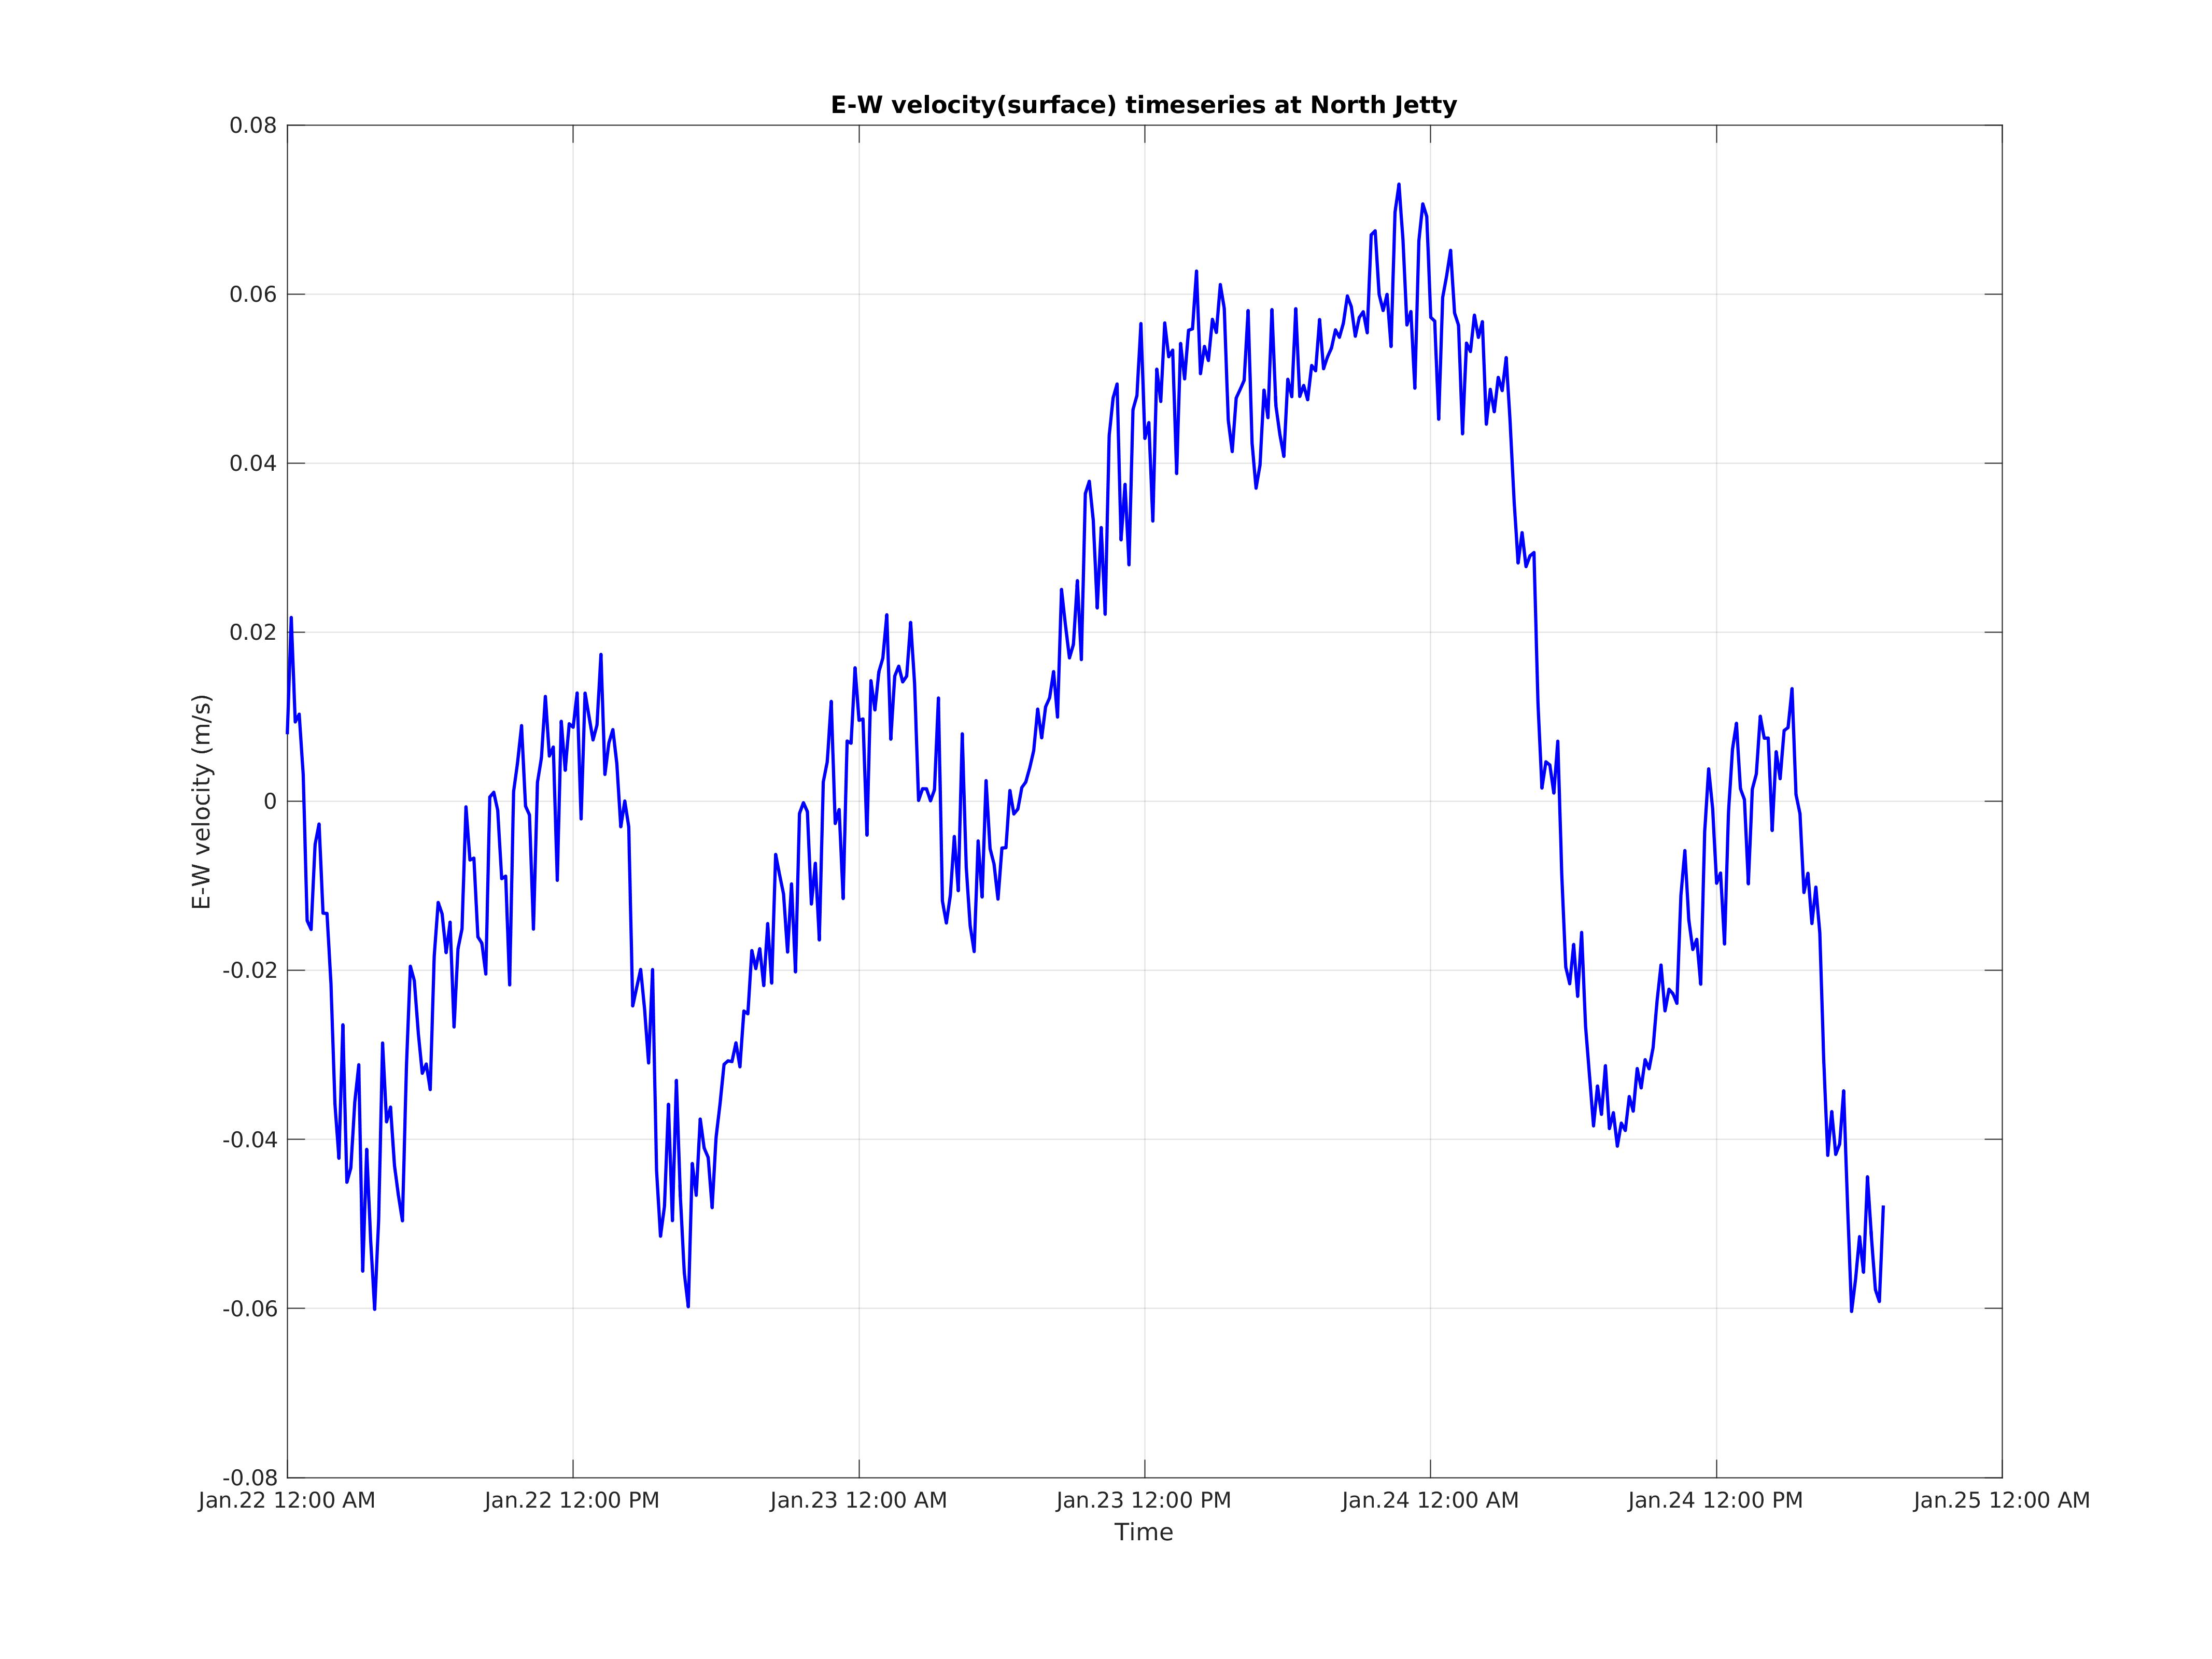 E-W velocity(surface) timeseries at North Jetty
0.08
0.06
0.04
0.02
0
-0.02
-0.04
-0.06
-0.08
E-W velocity (m/s)
Jan.22 12:00 AM Jan.22 12:00 PM Jan.23 12:00 AM Jan.23 12:00 PM Jan.24 12:00 AM Jan.24 12:00 PM Jan.25 12:00 AM
Time